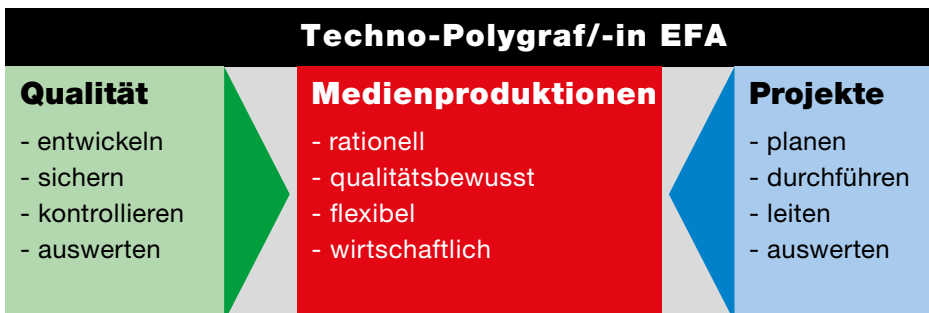 Techno-Polygraf/-in EFA
Qualität
- entwickeln
- sichern
- kontrollieren
- auswerten
Medienproduktionen
- rationell
- qualitätsbewusst
- flexibel
- wirtschaftlich
Projekte
- planen
- durchführen
- leiten
- auswerten